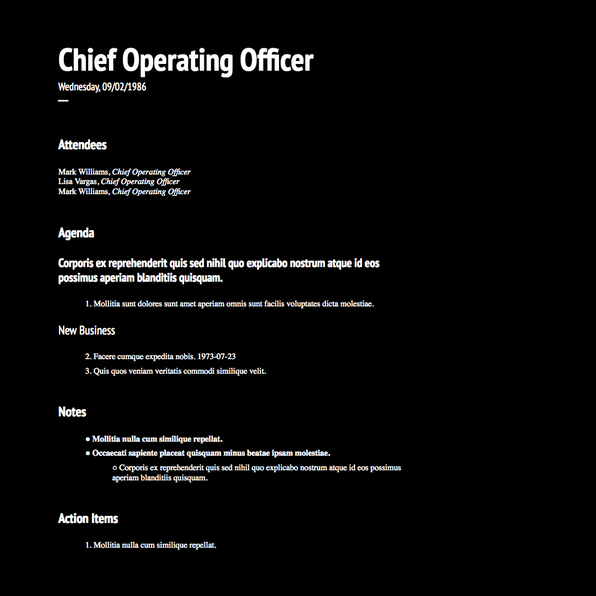 Chief Operating Officer
Wednesday, 09/02/1986
—
Attendees
Mark Williams, Chief Operating Officer
Lisa Vargas, Chief Operating Officer
Mark Williams, Chief Operating Officer
Agenda
Corporis ex reprehenderit quis sed nihil quo explicabo nostrum atque id eos
possimus aperiam blanditiis quisquam.
1. Mollitia sunt dolores sunt amet aperiam omnis sunt facilis voluptates dicta molestiae.
New Business
2. Facere cumque expedita nobis. 1973-07-23
3. Quis quos veniam veritatis commodi similique velit.
Notes
● Mollitia nulla cum similique repellat.
● Occaecati sapiente placeat quisquam minus beatae ipsam molestiae.
○ Corporis ex reprehenderit quis sed nihil quo explicabo nostrum atque id eos possimus
aperiam blanditiis quisquam.
Action Items
1. Mollitia nulla cum similique repellat.